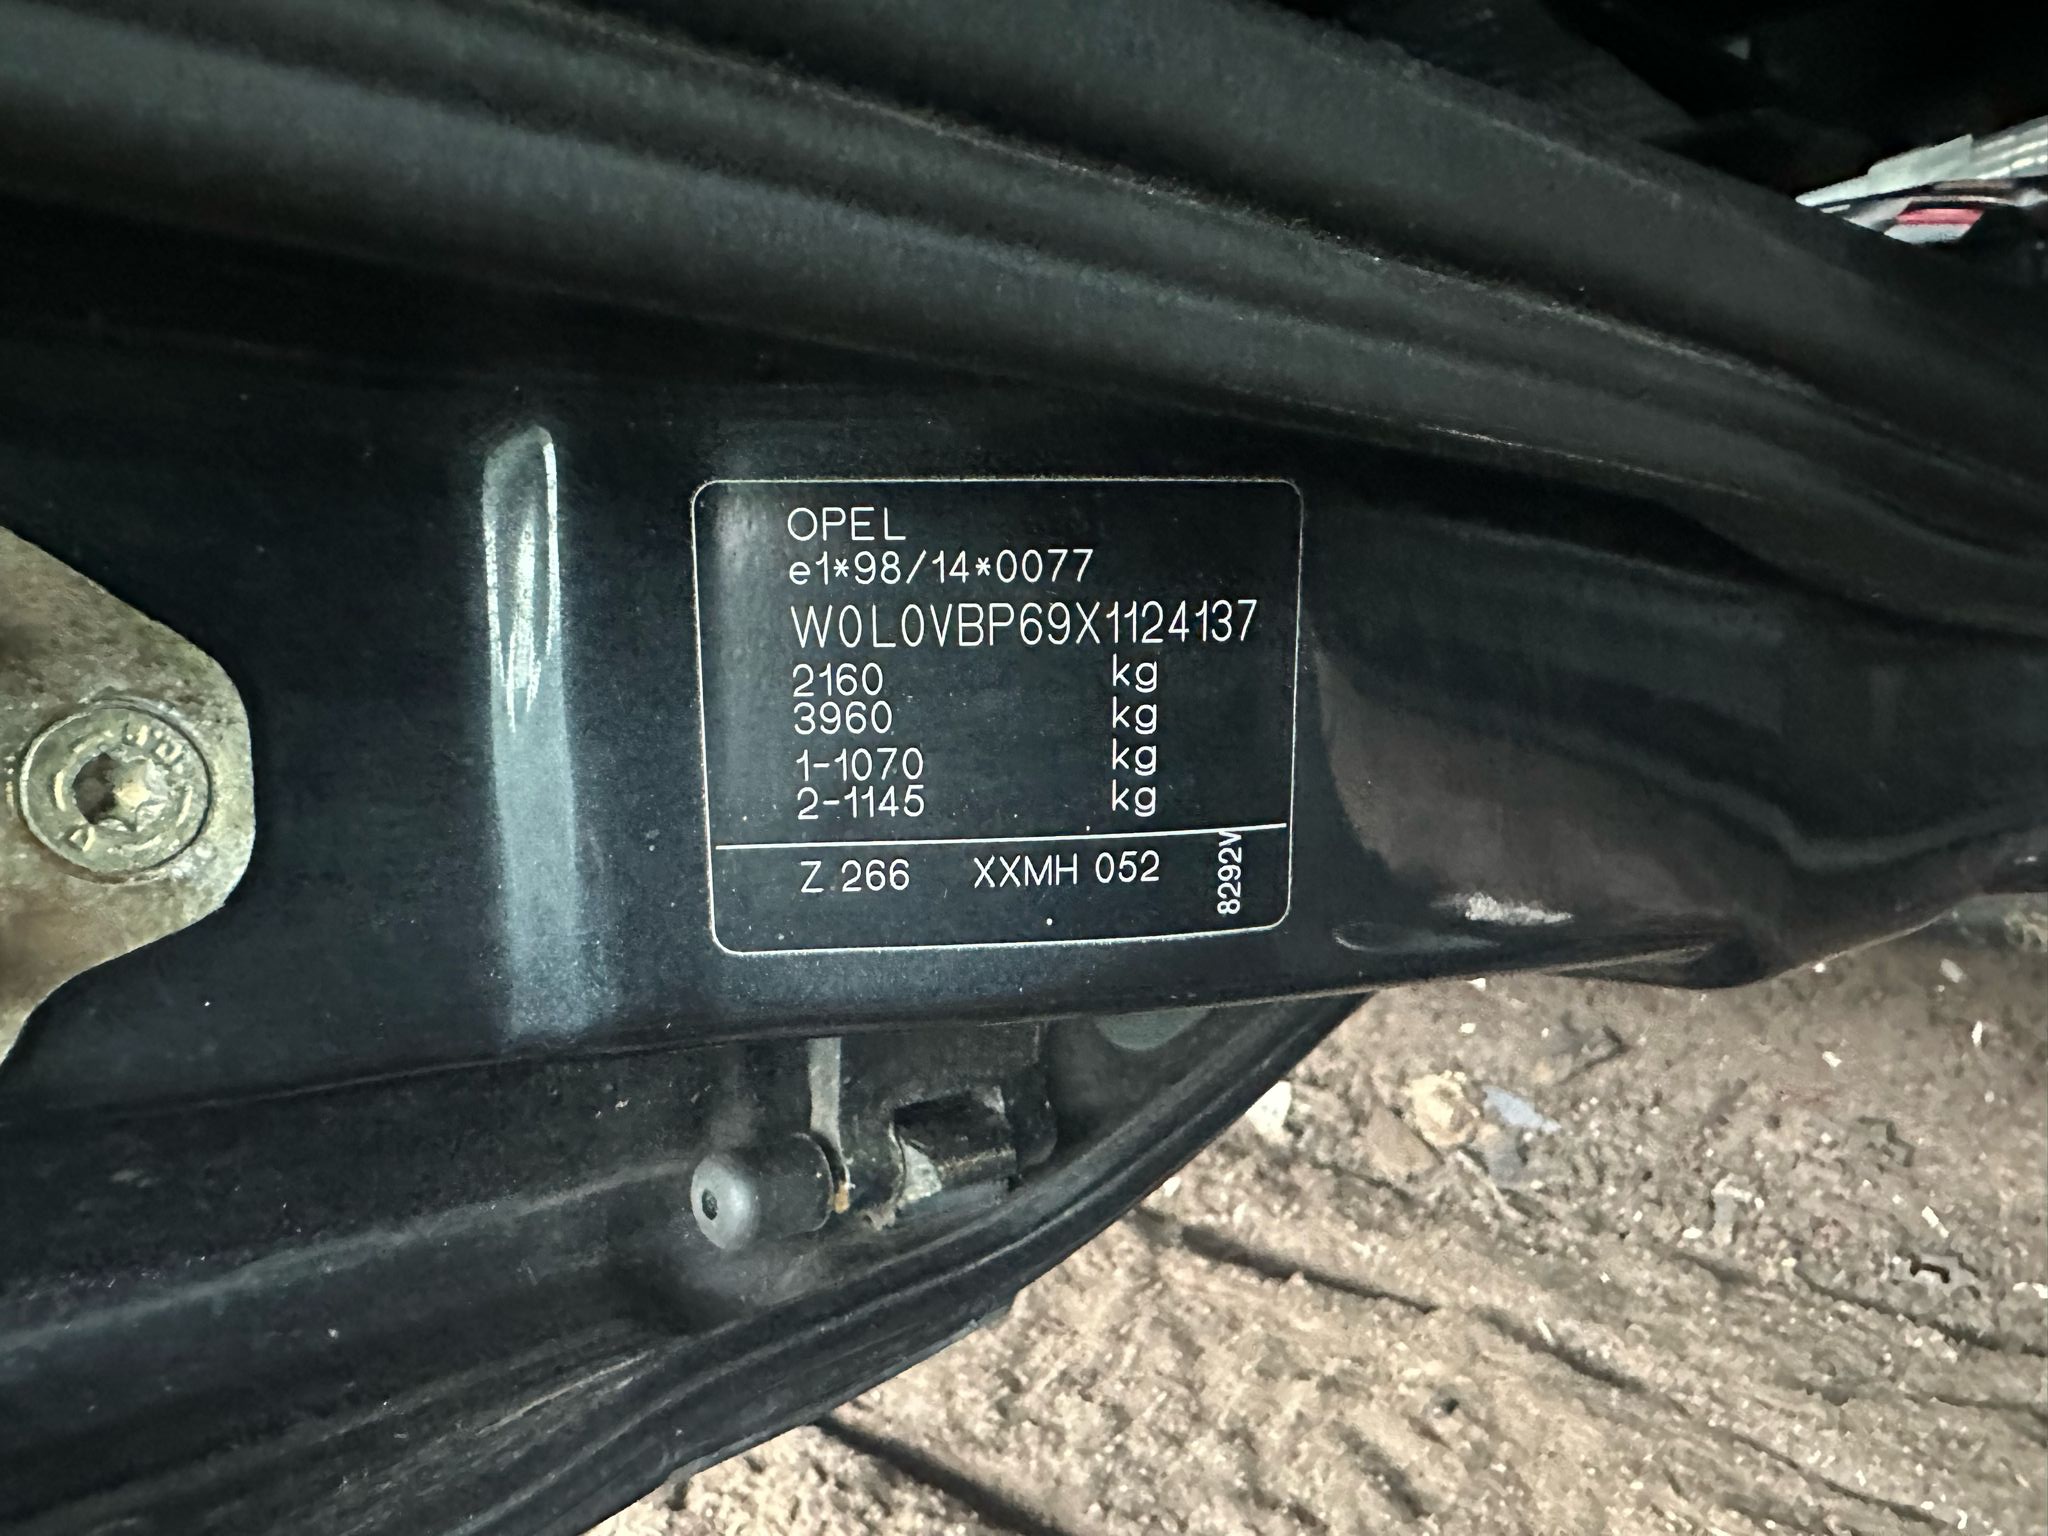 OPEL
e1*98/14*0077
W0L0VBP69X1124137
2160 kg
3960 kg
1-1070 kg
2-1145 kg
Z 266 XXMH 052
8292V